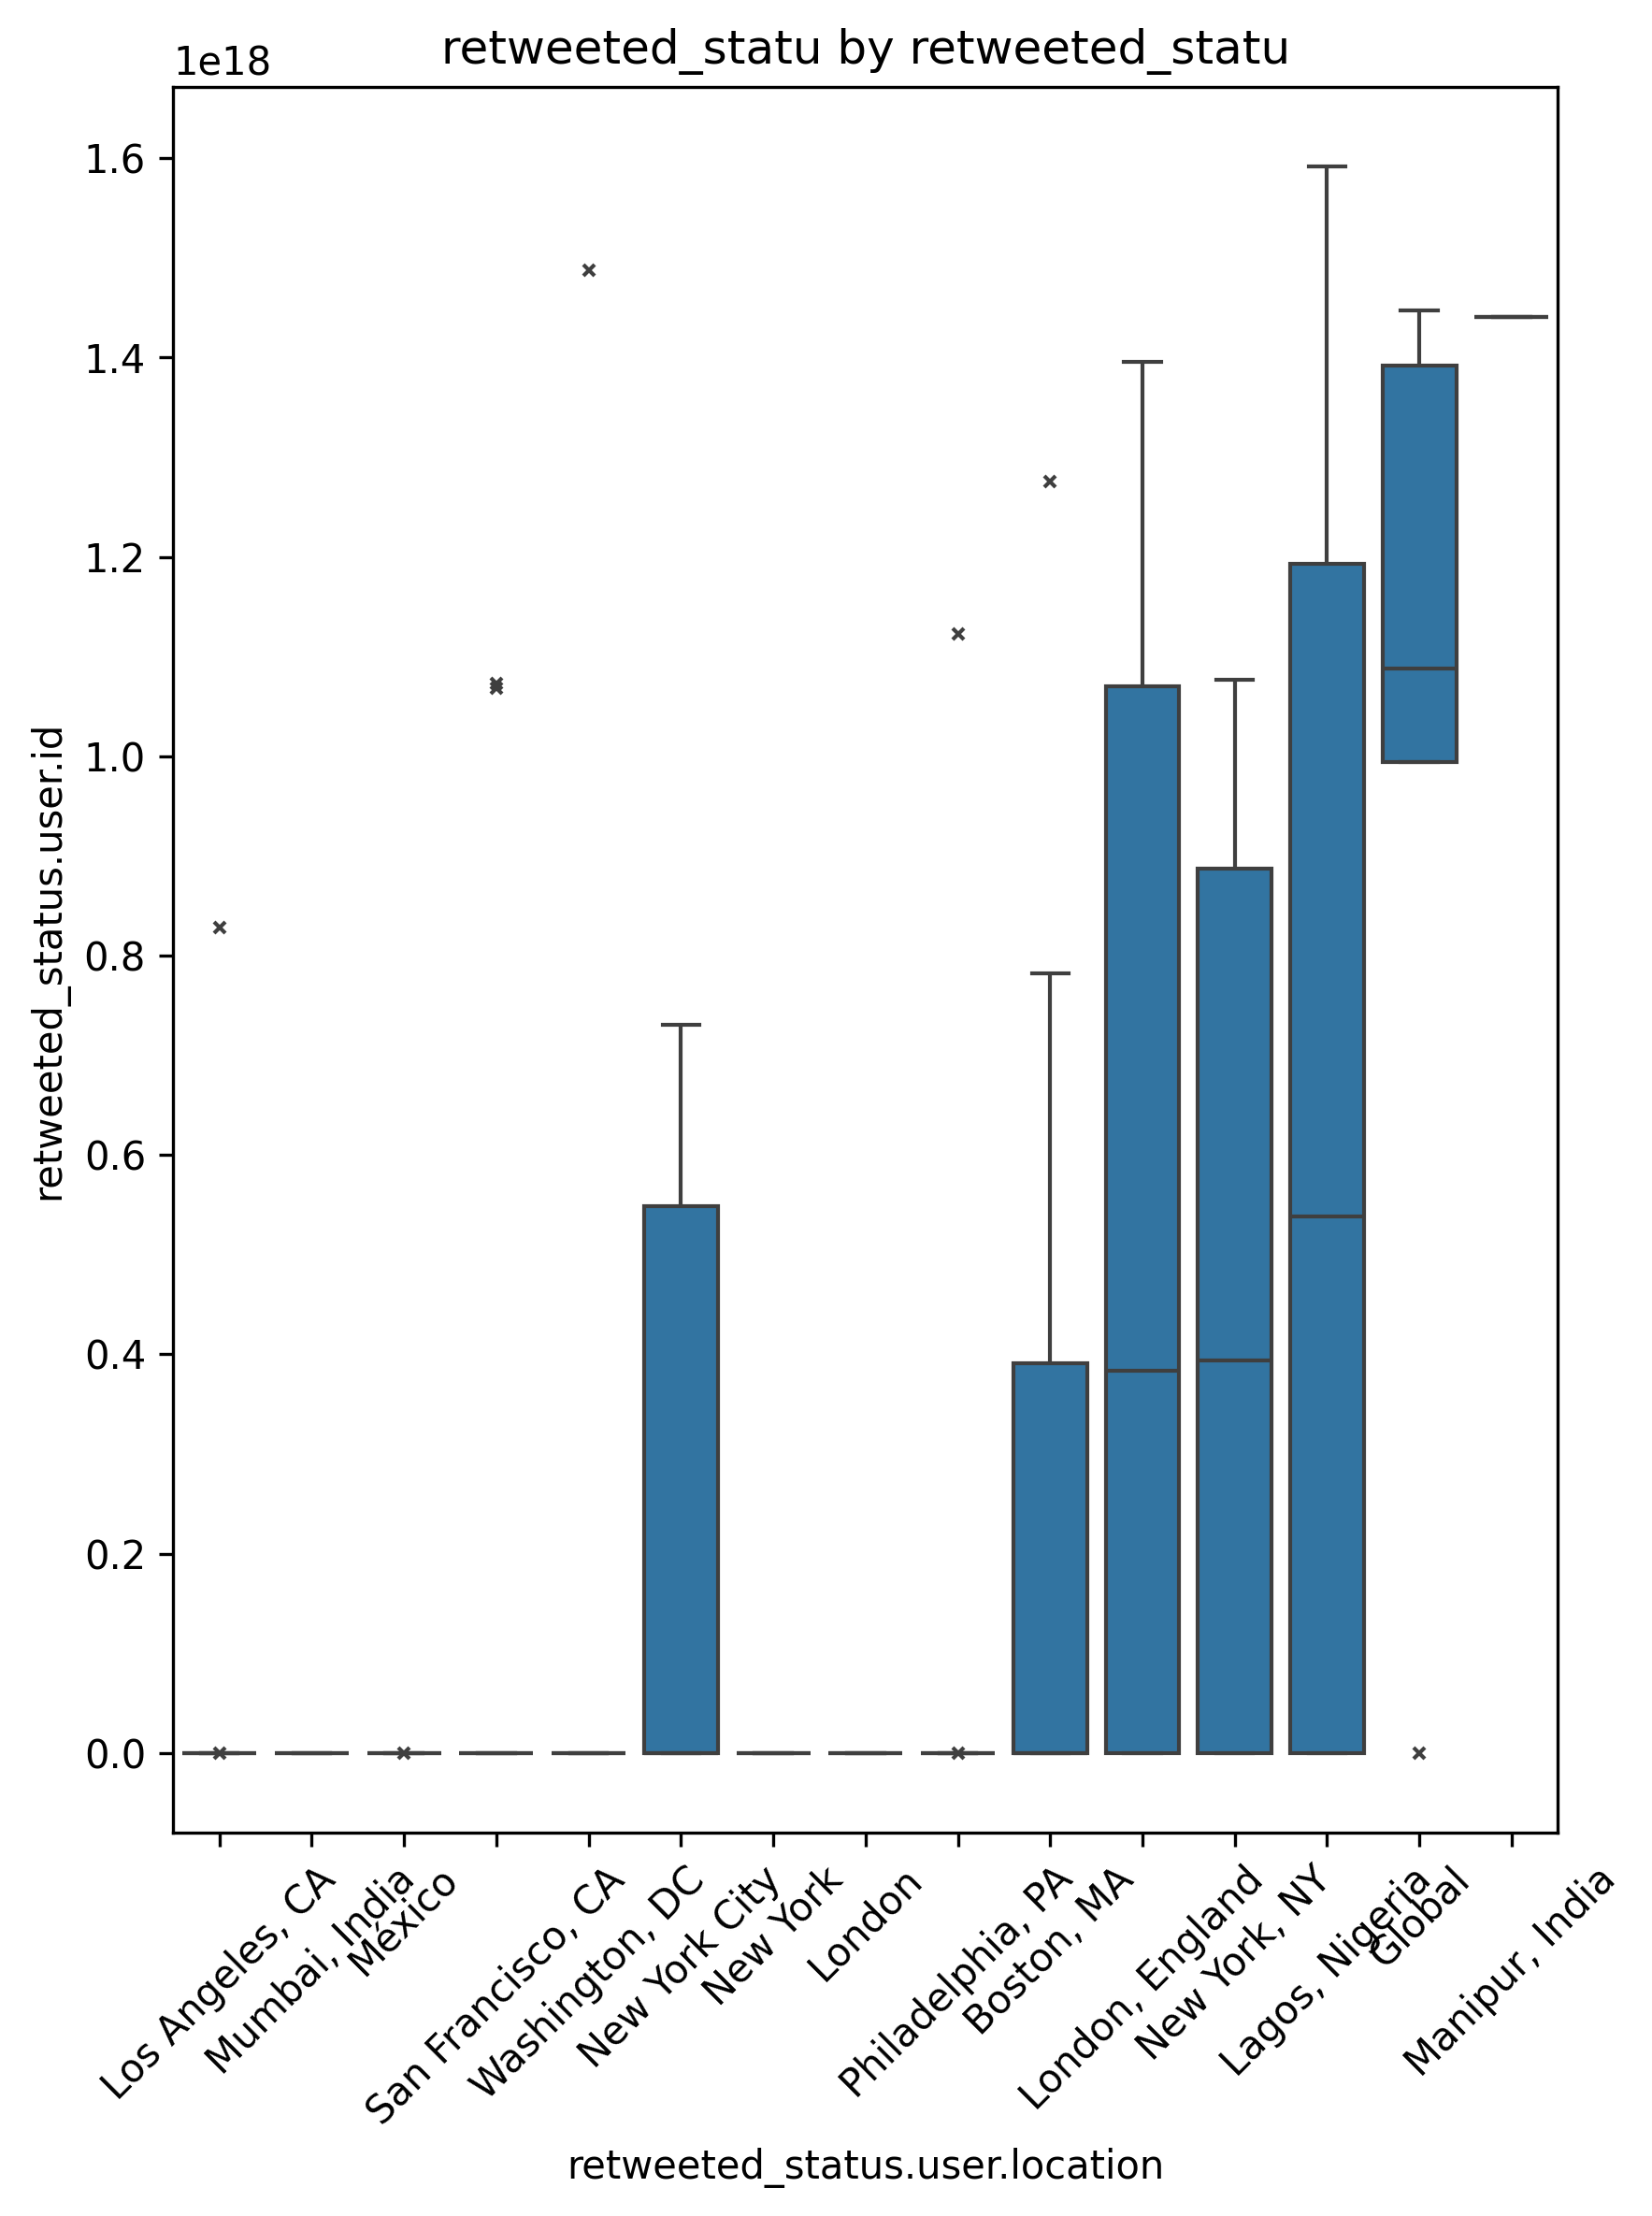 retweeted_statu by retweeted_statu
1e18
1.6
1.4
1.2
1.0
0.8
0.6
0.4
0.2
0.0
retweeted_status.user.id
Los Angeles, CA
Mumbai, India
México
San Francisco, CA
Washington, DC
New York City
New York
London
Philadelphia, PA
Boston, MA
London, England
New York, NY
Lagos, Nigeria
Global
Manipur, India
retweeted_status.user.location